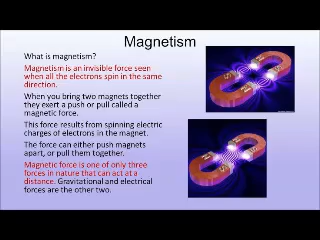 Magnetism
What is magnetism?
Magnetism is an invisible force seen
when all the electrons spin in the same
direction.
When you bring two magnets together
they exert a push or pull called a
magnetic force.
This force results from spinning electric
charges of electrons in the magnet.
The force can either push magnets
apart, or pull them together.
Magnetic force is one of only three
forces in nature that can act at a
distance. Gravitational and electrical
forces are the other two.